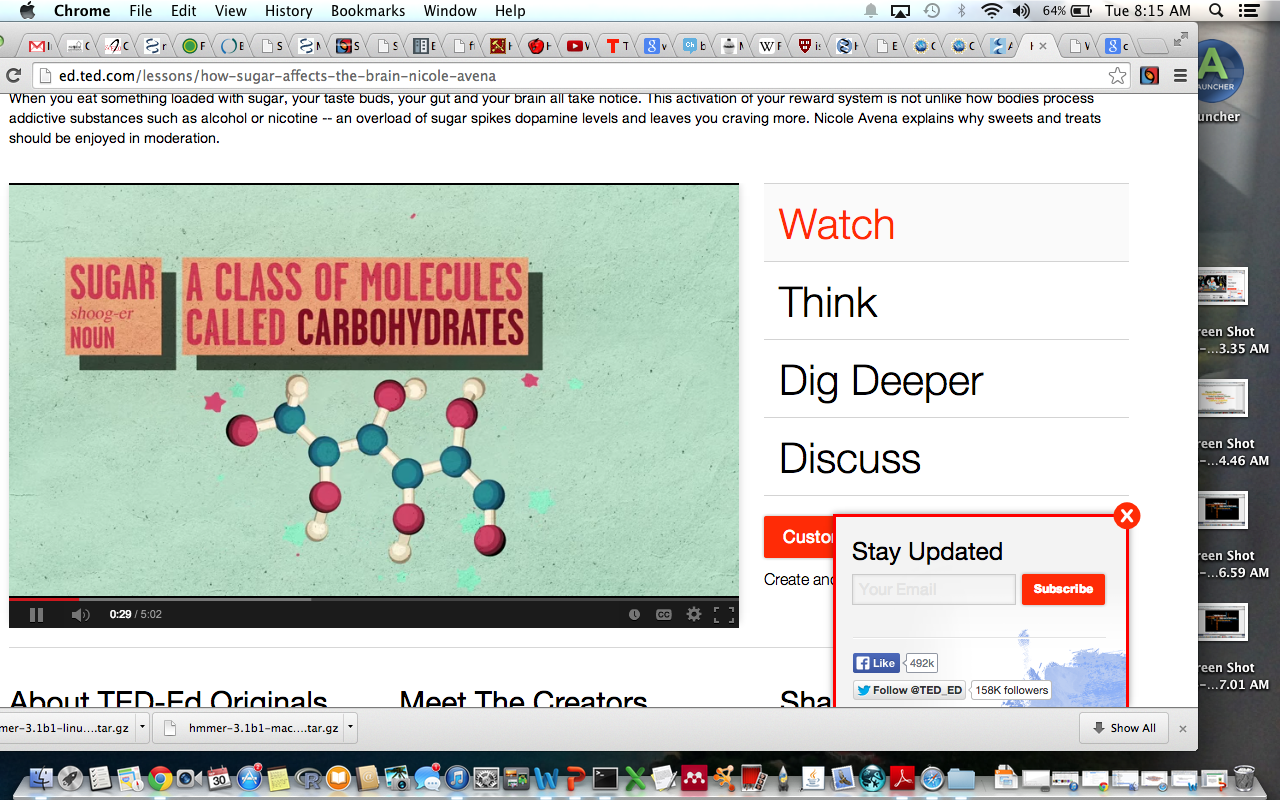 Chrome File Edit View History Bookmarks Window Help 64% Tue 8:15 AM
ed.ted.com/lessons/how-sugar-affects-the-brain-nicole-avena
When you eat something loaded with sugar, your taste buds, your gut and your brain all take notice. This activation of your reward system is not unlike how bodies process
addictive substances such as alcohol or nicotine -- an overload of sugar spikes dopamine levels and leaves you craving more. Nicole Avena explains why sweets and treats
should be enjoyed in moderation.
SUGAR
shoog-er
NOUN
A CLASS OF MOLECULES
CALLED CARBOHYDRATES
0:29 / 5:02
Watch
Think
Dig Deeper
Discuss
Custo
Create and
Stay Updated
Your Email
Subscribe
Like 492k
Follow @TED_ED 158K followers
About TED-Ed Originals
Meet The Creators
Sha
mer-3.1b1-linu....tar.gz
hmmer-3.1b1-mac....tar.gz
Show All
A
UNCHER
uncher
reen Shot
-...3.35 AM
reen Shot
-...4.46 AM
reen Shot
-...6.59 AM
reen Shot
-...7.01 AM
30